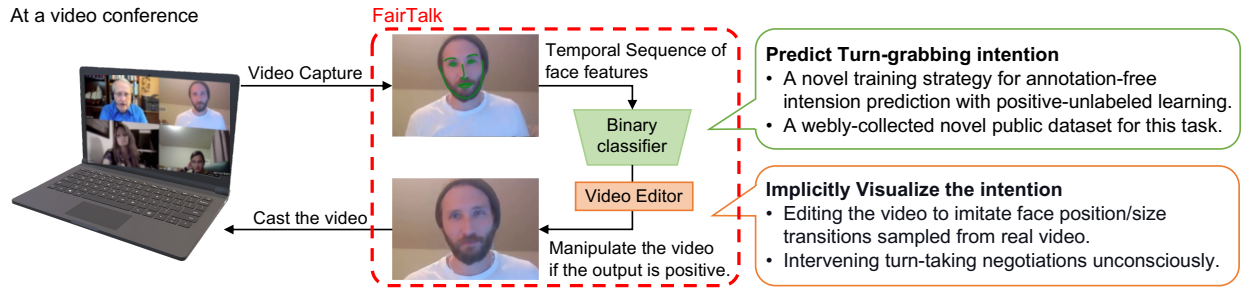 At a video conference
FairTalk
Video Capture
Temporal Sequence of
face features
Binary
classifier
Video Editor
Cast the video
Manipulate the video
if the output is positive.
Predict Turn-grabbing intention
• A novel training strategy for annotation-free
intension prediction with positive-unlabeled learning.
• A webly-collected novel public dataset for this task.
Implicitly Visualize the intention
• Editing the video to imitate face position/size
transitions sampled from real video.
• Intervening turn-taking negotiations unconsciously.